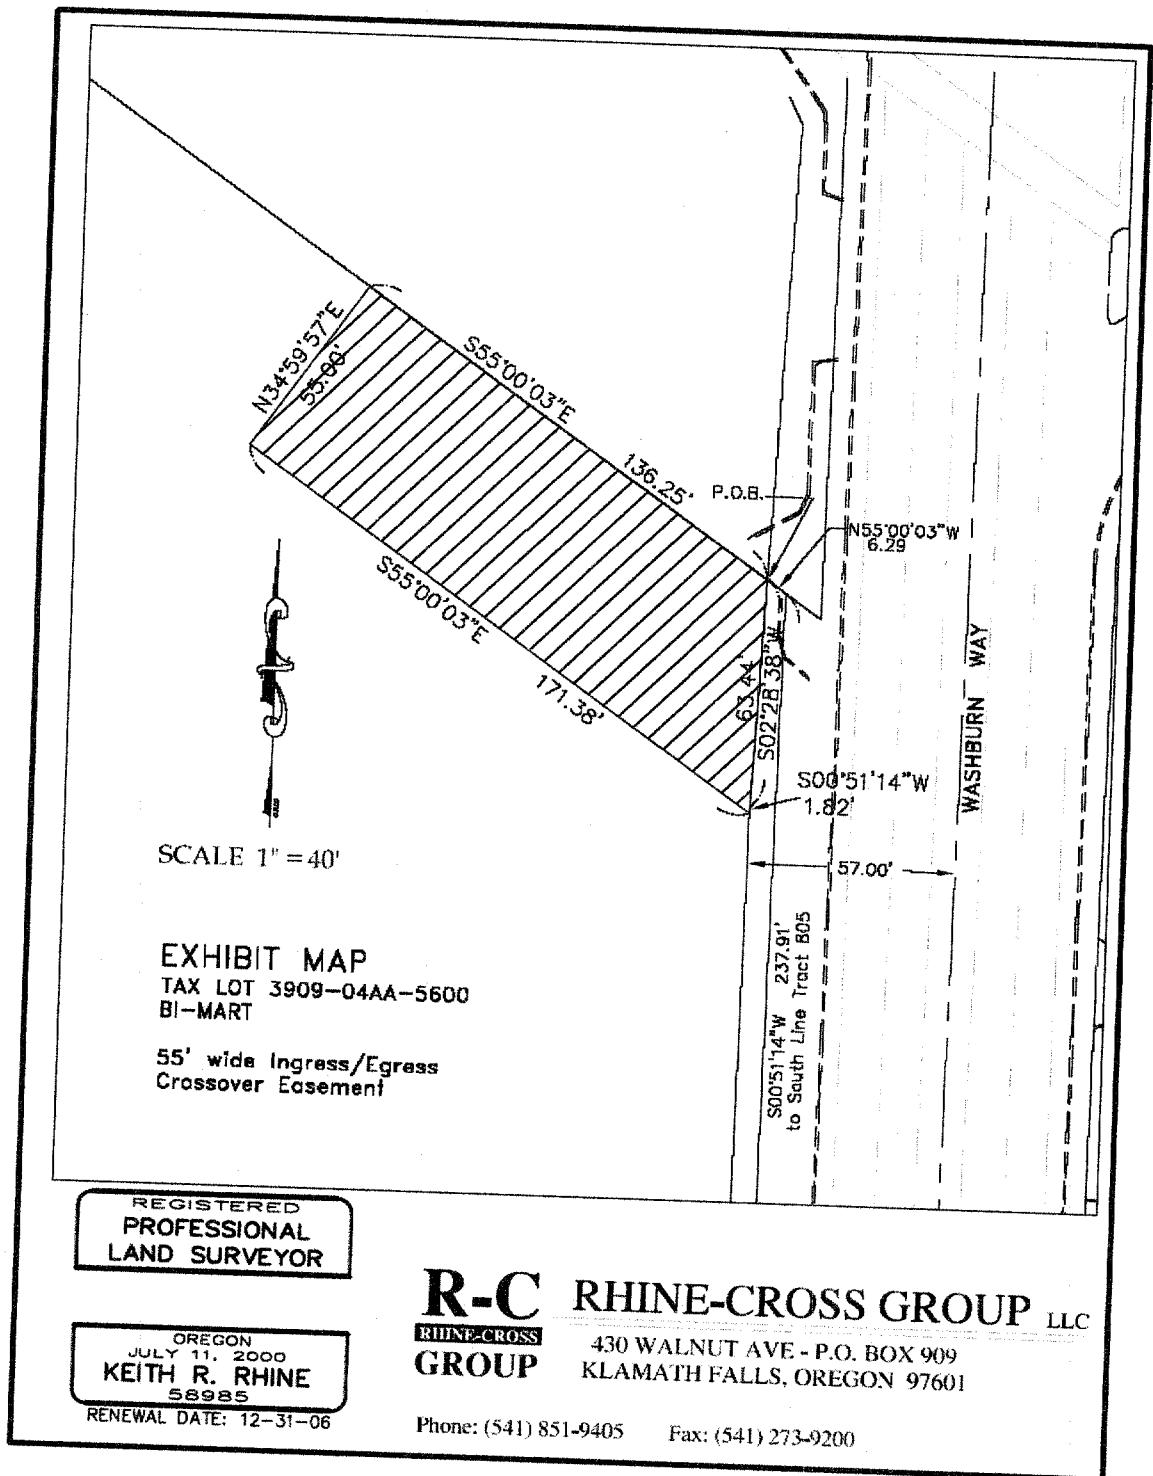 N34°59'57"E
55.00'
S55°00'03"E
136.25'
P.O.B.
N55°00'03"W
6.29
S55°00'03"E
171.38'
63.44'
S02°28'38"W
S00°51'14"W
1.82'
WASHBURN WAY
57.00'
S00°51'14"W 237.91'
to South Line Tract 805
SCALE 1" = 40'
EXHIBIT MAP
TAX LOT 3909-04AA-5600
BI-MART
55' wide Ingress/Egress
Crossover Easement
REGISTERED
PROFESSIONAL
LAND SURVEYOR
OREGON
JULY 11, 2000
KEITH R. RHINE
58985
RENEWAL DATE: 12-31-06
R-C
RHINE-CROSS
GROUP
RHINE-CROSS GROUP LLC
430 WALNUT AVE - P.O. BOX 909
KLAMATH FALLS, OREGON 97601
Phone: (541) 851-9405 Fax: (541) 273-9200